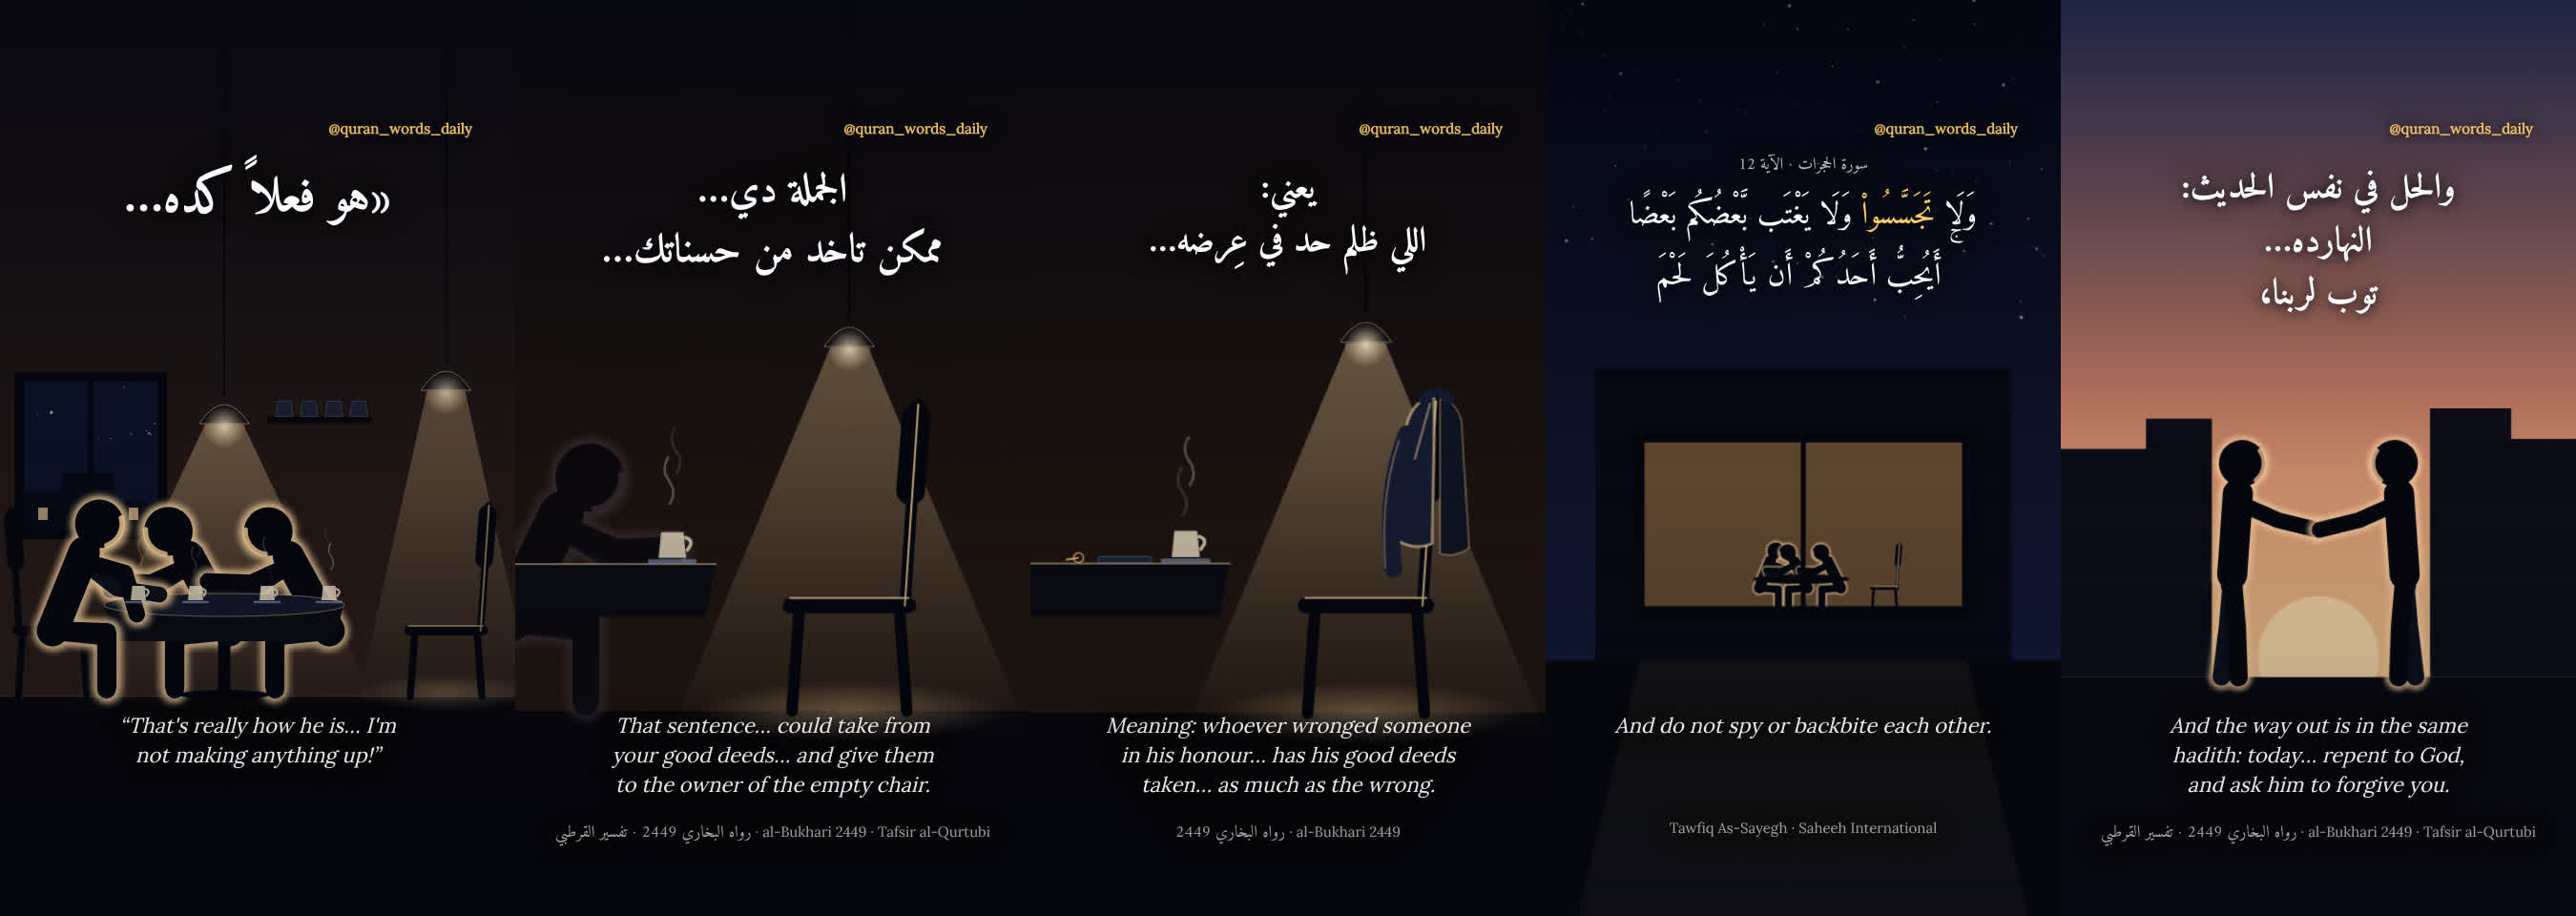 @quran_words_daily
«هو فعلاً كده...
“That's really how he is... I'm
not making anything up!”
@quran_words_daily
الجملة دي...
ممكن تاخد من حسناتك...
That sentence... could take from
your good deeds... and give them
to the owner of the empty chair.
رواه البخاري 2449 · تفسير القرطبي · al-Bukhari 2449 · Tafsir al-Qurtubi
@quran_words_daily
يعني:
اللي ظلم حد في عِرضه...
Meaning: whoever wronged someone
in his honour... has his good deeds
taken... as much as the wrong.
رواه البخاري 2449 · al-Bukhari 2449
@quran_words_daily
سورة الحجرات · الآية 12
وَلَا تَجَسَّسُوا۟ وَلَا يَغْتَب بَّعْضُكُم بَعْضًا ۚ
أَيُحِبُّ أَحَدُكُمْ أَن يَأْكُلَ لَحْمَ
And do not spy or backbite each other.
Tawfiq As-Sayegh · Saheeh International
@quran_words_daily
والحل في نفس الحديث:
النهارده...
توب لربنا،
And the way out is in the same
hadith: today... repent to God,
and ask him to forgive you.
رواه البخاري 2449 · تفسير القرطبي · al-Bukhari 2449 · Tafsir al-Qurtubi